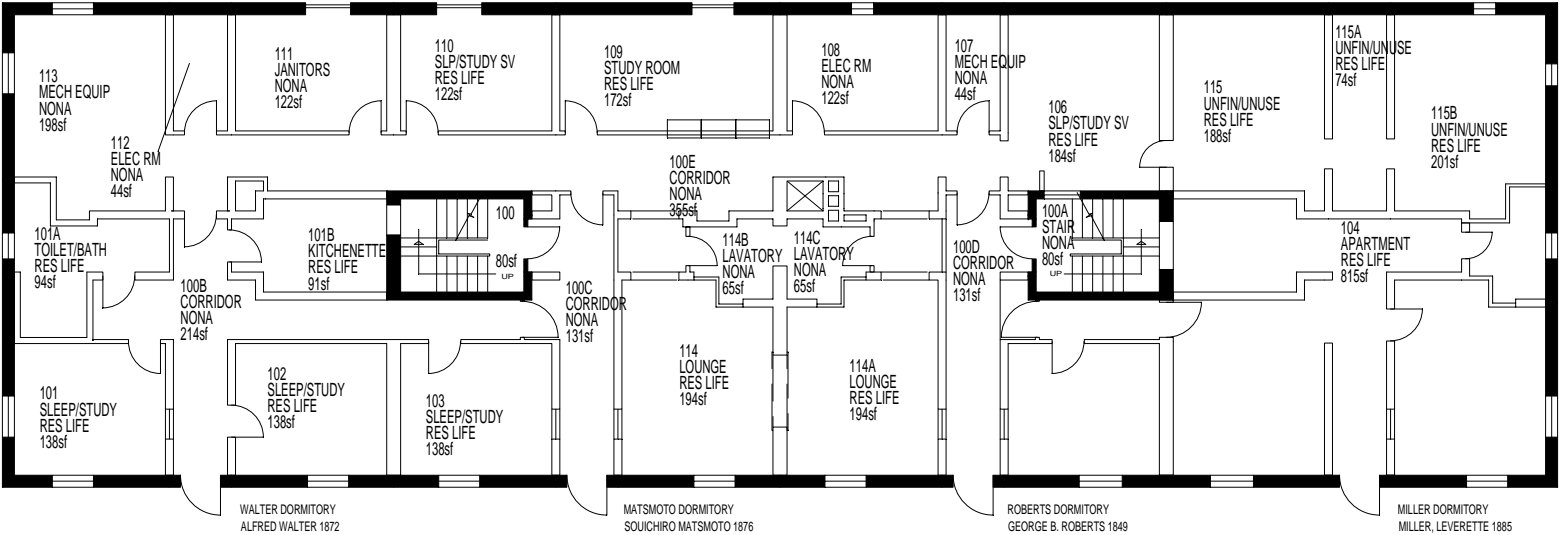 113
MECH EQUIP
NONA
198sf
112
ELEC RM
NONA
44sf
111
JANITORS
NONA
122sf
110
SLP/STUDY SV
RES LIFE
122sf
109
STUDY ROOM
RES LIFE
172sf
108
ELEC RM
NONA
122sf
107
MECH EQUIP
NONA
44sf
106
SLP/STUDY SV
RES LIFE
184sf
115
UNFIN/UNUSE
RES LIFE
188sf
115A
UNFIN/UNUSE
RES LIFE
74sf
115B
UNFIN/UNUSE
RES LIFE
201sf
100E
CORRIDOR
NONA
355sf
101A
TOILET/BATH
RES LIFE
94sf
101B
KITCHENETTE
RES LIFE
91sf
100
80sf
UP
114B
LAVATORY
NONA
65sf
114C
LAVATORY
NONA
65sf
100D
CORRIDOR
NONA
131sf
100A
STAIR
NONA
80sf
UP
104
APARTMENT
RES LIFE
815sf
100B
CORRIDOR
NONA
214sf
100C
CORRIDOR
NONA
131sf
101
SLEEP/STUDY
RES LIFE
138sf
102
SLEEP/STUDY
RES LIFE
138sf
103
SLEEP/STUDY
RES LIFE
138sf
114
LOUNGE
RES LIFE
194sf
114A
LOUNGE
RES LIFE
194sf
WALTER DORMITORY
ALFRED WALTER 1872
MATSMOTO DORMITORY
SOUICHIRO MATSMOTO 1876
ROBERTS DORMITORY
GEORGE B. ROBERTS 1849
MILLER DORMITORY
MILLER, LEVERETTE 1885